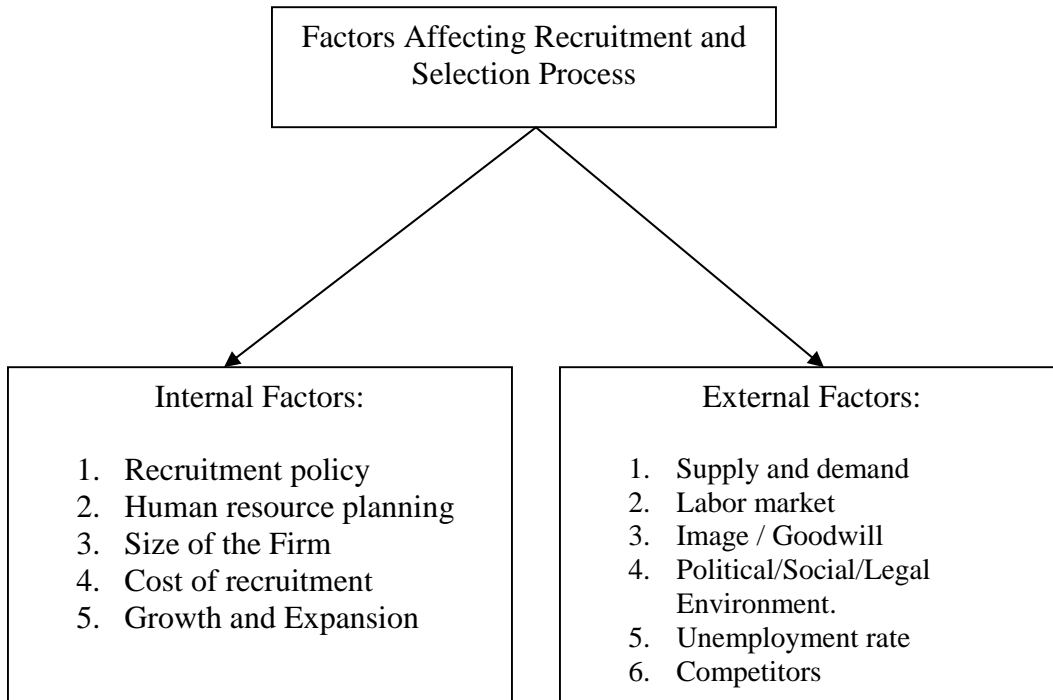 Factors Affecting Recruitment and
Selection Process
Internal Factors:
1. Recruitment policy
2. Human resource planning
3. Size of the Firm
4. Cost of recruitment
5. Growth and Expansion
External Factors:
1. Supply and demand
2. Labor market
3. Image / Goodwill
4. Political/Social/Legal
Environment.
5. Unemployment rate
6. Competitors